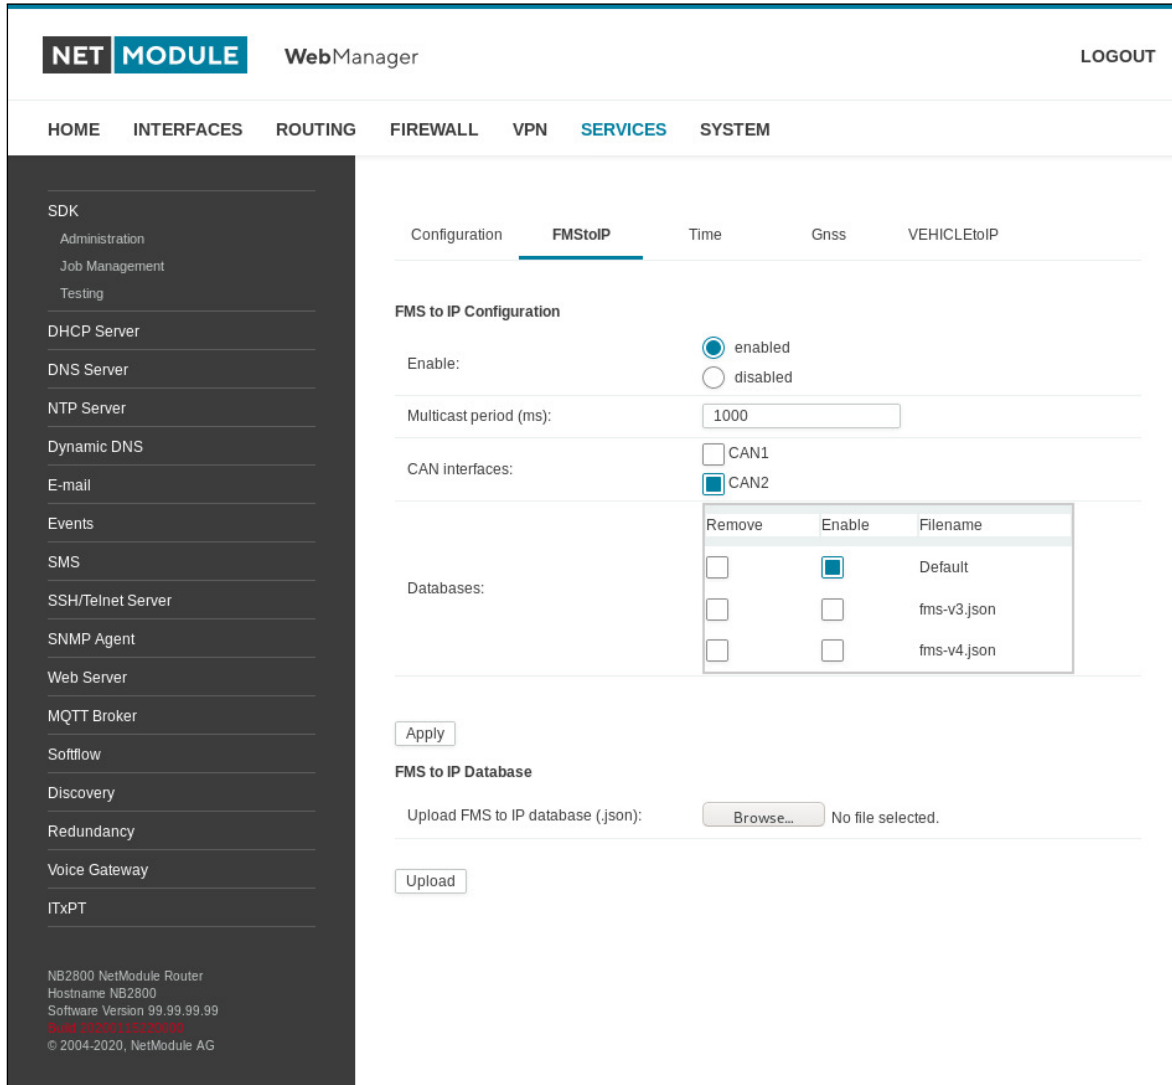 NET MODULE WebManager LOGOUT
HOME INTERFACES ROUTING FIREWALL VPN SERVICES SYSTEM
SDK
Administration
Job Management
Testing
DHCP Server
DNS Server
NTP Server
Dynamic DNS
E-mail
Events
SMS
SSH/Telnet Server
SNMP Agent
Web Server
MQTT Broker
Softflow
Discovery
Redundancy
Voice Gateway
ITxPT
NB2800 NetModule Router
Hostname NB2800
Software Version 99.99.99.99
Build
© 2004-2020, NetModule AG
Configuration FMStoIP Time Gnss VEHICLEtoIP
FMS to IP Configuration
Enable:
enabled
disabled
Multicast period (ms): 1000
CAN interfaces:
CAN1
CAN2
Databases:
Remove Enable Filename
Default
fms-v3.json
fms-v4.json
Apply
FMS to IP Database
Upload FMS to IP database (.json): Browse... No file selected.
Upload